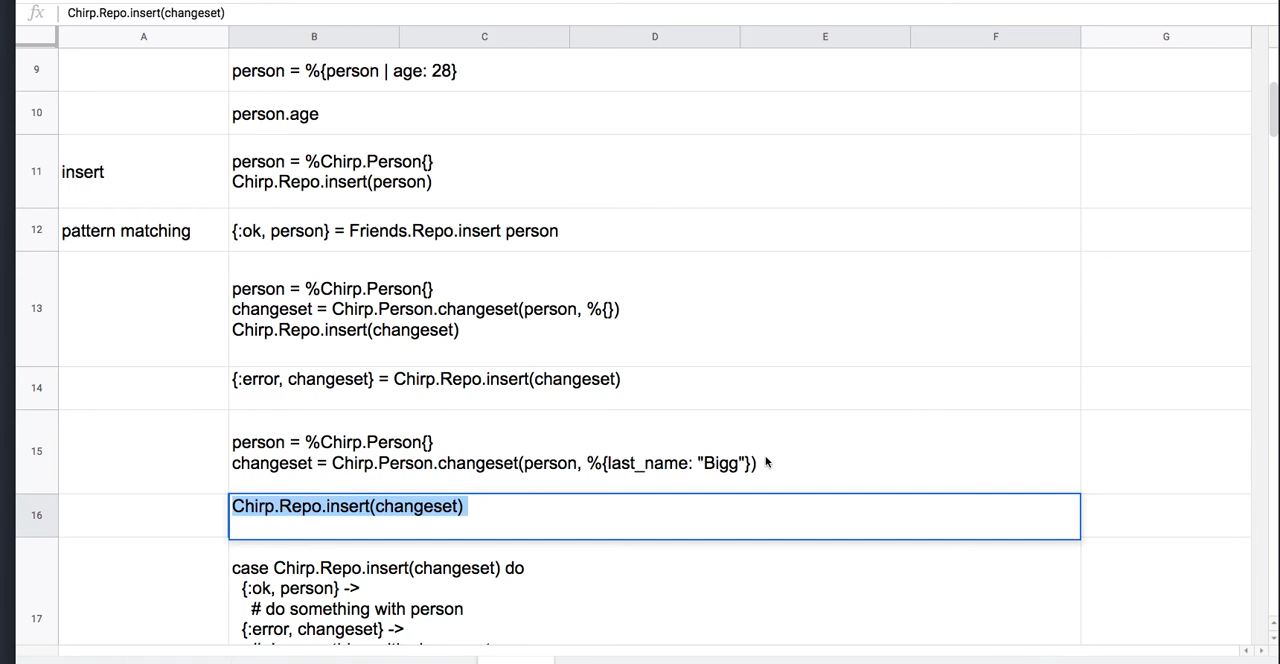 fx Chirp.Repo.insert(changeset)
A B C D E F G
9 person = %{person | age: 28}
10 person.age
11 insert person = %Chirp.Person{}
Chirp.Repo.insert(person)
12 pattern matching {:ok, person} = Friends.Repo.insert person
13 person = %Chirp.Person{}
changeset = Chirp.Person.changeset(person, %{})
Chirp.Repo.insert(changeset)
14 {:error, changeset} = Chirp.Repo.insert(changeset)
15 person = %Chirp.Person{}
changeset = Chirp.Person.changeset(person, %{last_name: "Bigg"})
16 Chirp.Repo.insert(changeset)
17 case Chirp.Repo.insert(changeset) do
{:ok, person} ->
# do something with person
{:error, changeset} ->